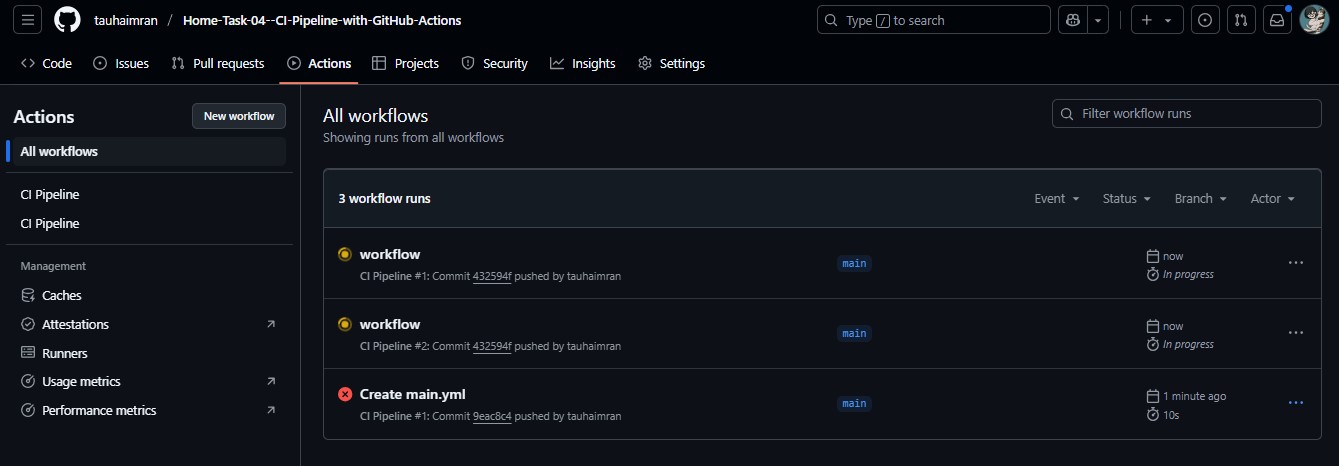 tauhaimran / Home-Task-04--CI-Pipeline-with-GitHub-Actions
Type / to search
Code Issues Pull requests Actions Projects Security Insights Settings
Actions
New workflow
All workflows
CI Pipeline
CI Pipeline
Management
Caches
Attestations
Runners
Usage metrics
Performance metrics
All workflows
Showing runs from all workflows
Filter workflow runs
3 workflow runs
Event Status Branch Actor
workflow
CI Pipeline #1: Commit 432594f pushed by tauhaimran
main
now
In progress
workflow
CI Pipeline #2: Commit 432594f pushed by tauhaimran
main
now
In progress
Create main.yml
CI Pipeline #1: Commit 9eac8c4 pushed by tauhaimran
main
1 minute ago
10s